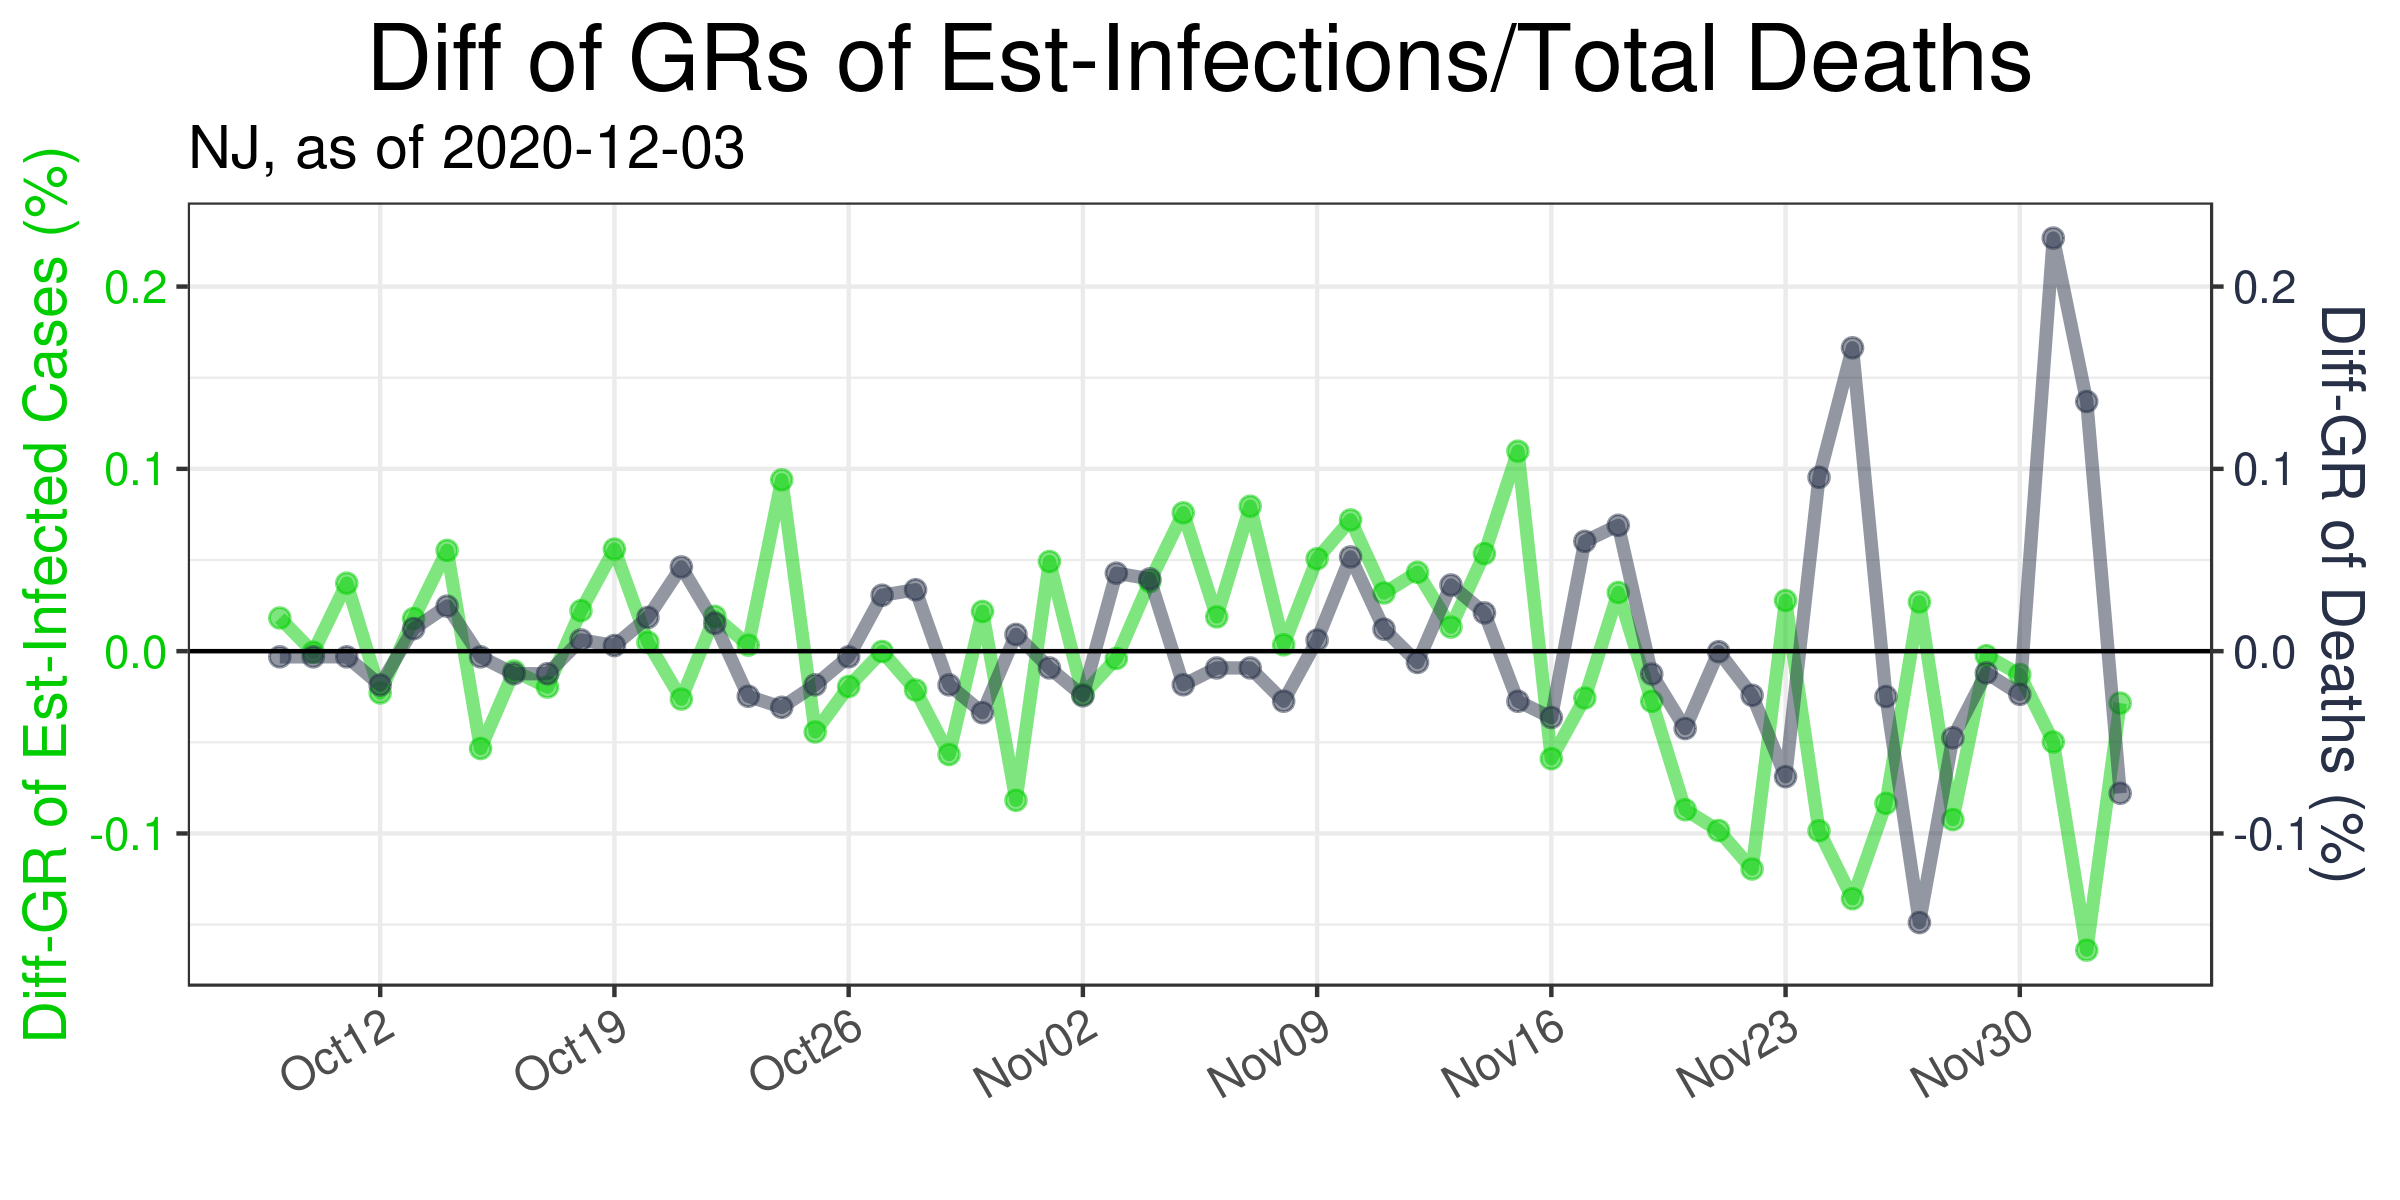 Diff of GRs of Est-Infections/Total Deaths
NJ, as of 2020-12-03
Diff-GR of Est-Infected Cases (%)
0.2
0.1
0.0
-0.1
0.2
0.1
0.0
-0.1
Diff-GR of Deaths (%)
Oct12
Oct19
Oct26
Nov02
Nov09
Nov16
Nov23
Nov30